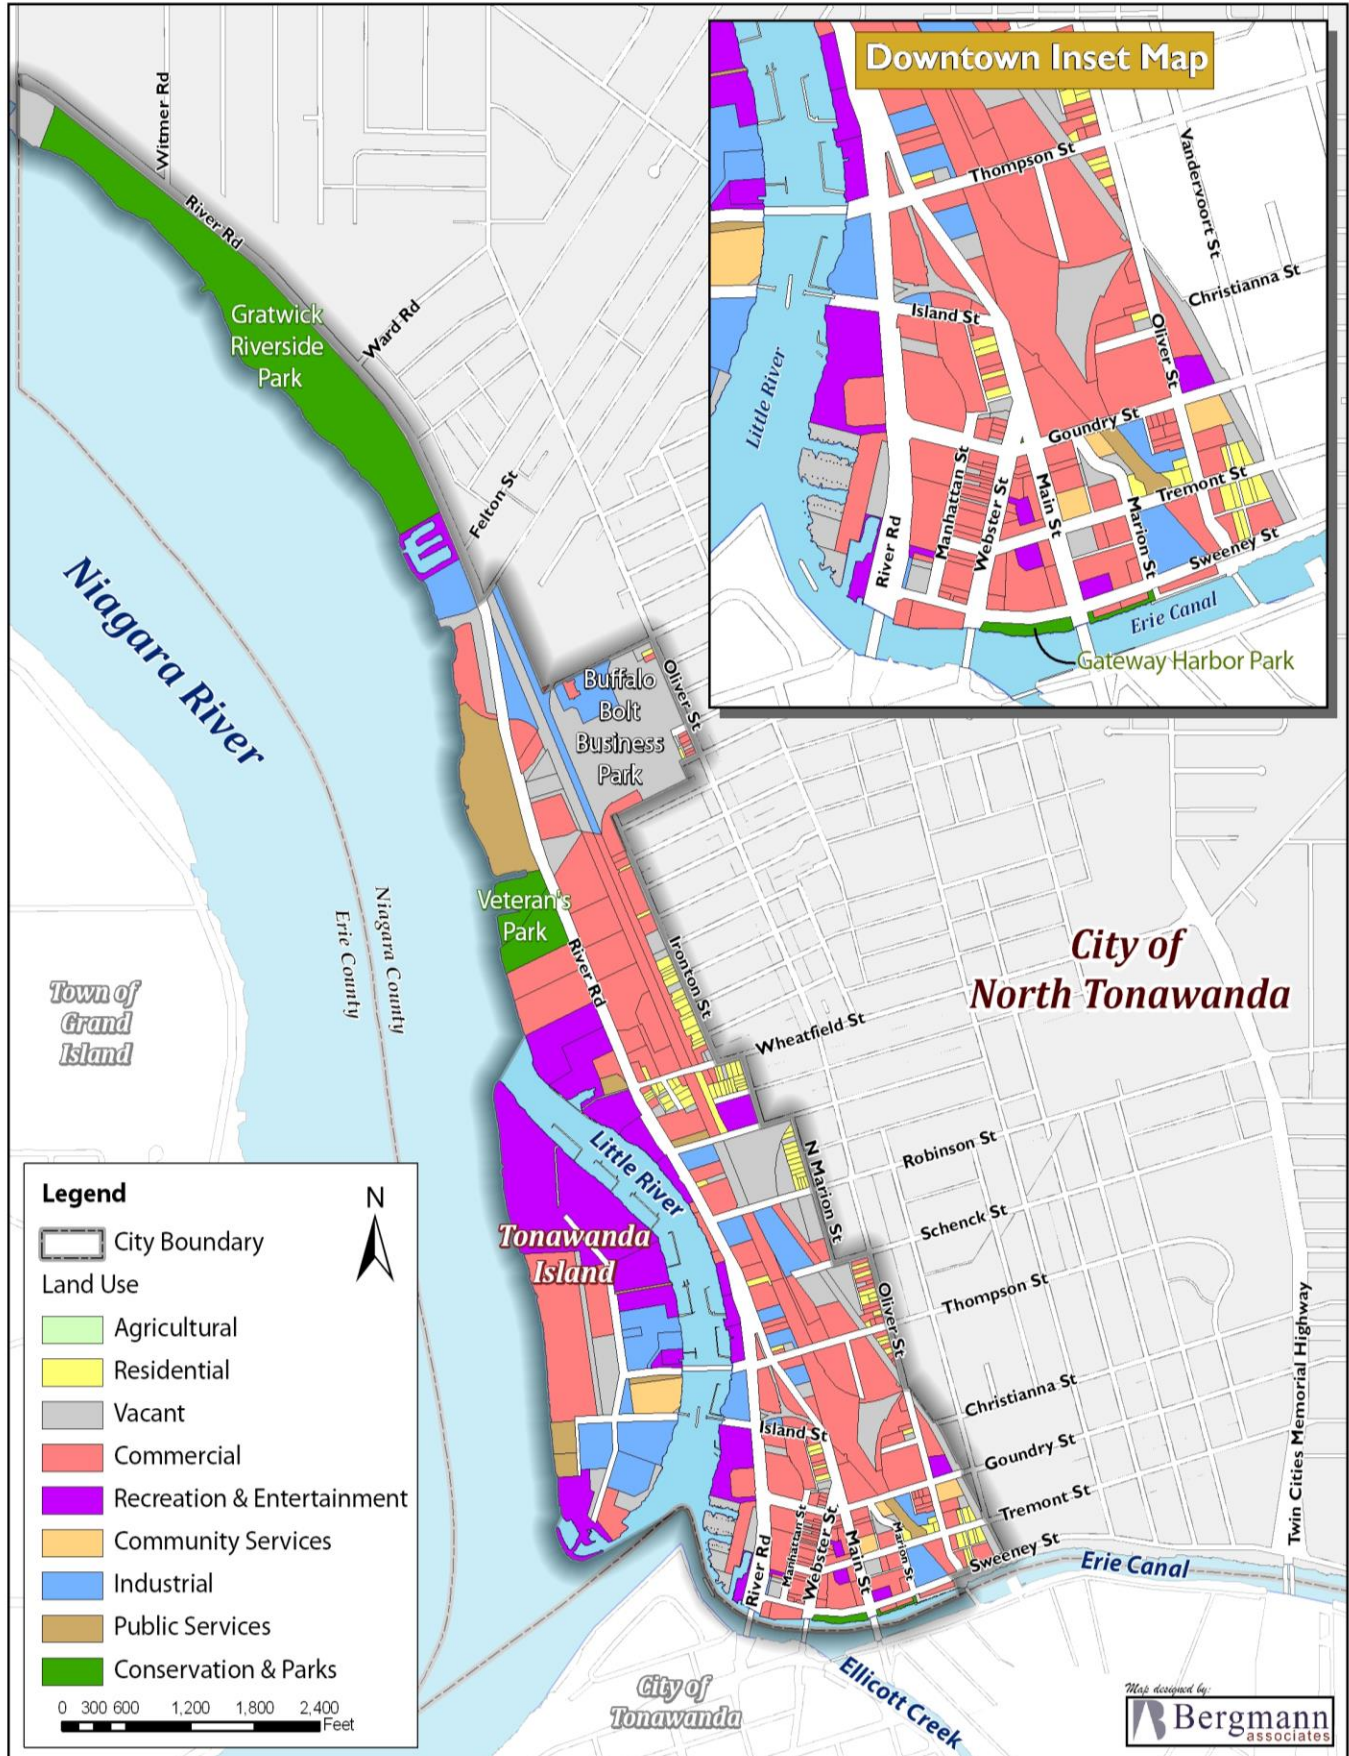 Downtown Inset Map
Thompson St
Vandervoort St
Christianna St
Island St
Oliver St
Little River
Goundry St
Manhattan St
Webster St
Main St
Marion St
Tremont St
River Rd
Sweeney St
Erie Canal
Gateway Harbor Park
Witmer Rd
River Rd
Gratwick
Riverside
Park
Ward Rd
Felton St
Niagara River
Buffalo
Bolt
Business
Park
Oliver St
Veteran's
Park
River Rd
Ironton St
Niagara County
Erie County
Town of
Grand
Island
City of
North Tonawanda
Wheatfield St
Little River
N Marion St
Robinson St
Schenck St
Tonawanda
Island
Oliver St
Thompson St
Twin Cities Memorial Highway
Christianna St
Island St
Goundry St
Tremont St
River Rd
Manhattan St
Webster St
Main St
Marion St
Sweeney St
Erie Canal
Ellicott Creek
City of
Tonawanda
Legend
N
City Boundary
Land Use
Agricultural
Residential
Vacant
Commercial
Recreation & Entertainment
Community Services
Industrial
Public Services
Conservation & Parks
0 300 600 1,200 1,800 2,400
Feet
Map designed by:
Bergmann
associates